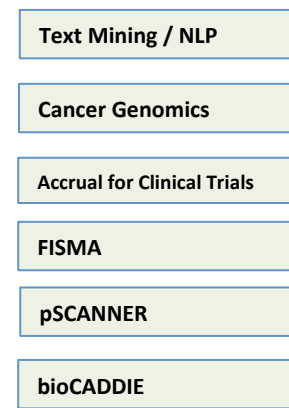 Text Mining / NLP
Cancer Genomics
Accrual for Clinical Trials
FISMA
pSCANNER
bioCADDIE